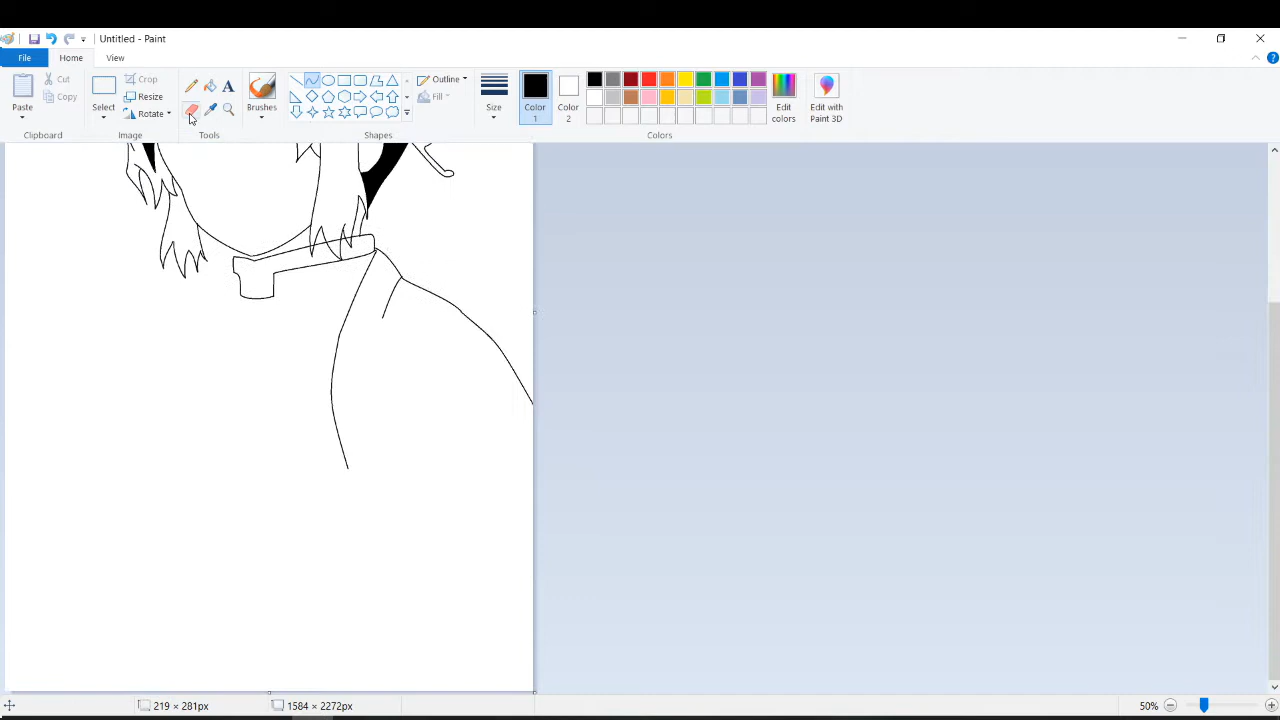 Untitled - Paint
File
Home
View
Paste
Cut
Copy
Clipboard
Select
Crop
Resize
Rotate
Image
A
Tools
Brushes
Outline
Fill
Shapes
Size
Color
1
Color
2
Edit
colors
Colors
Edit with
Paint 3D
219 × 281px
1584 × 2272px
50%